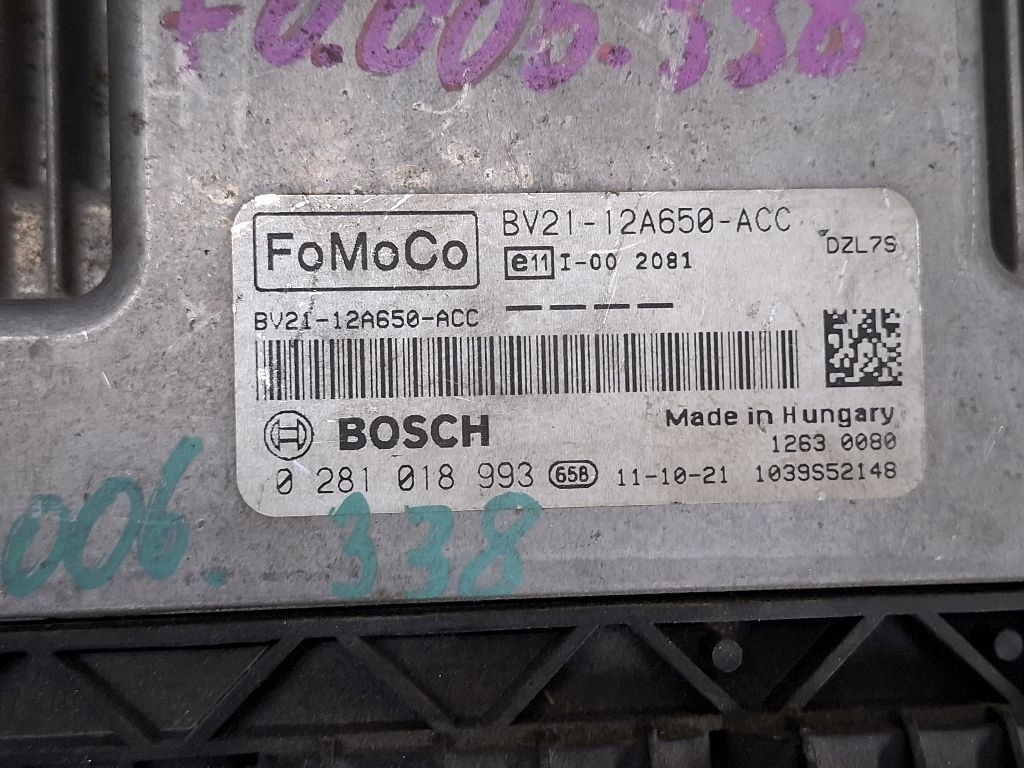 +0.006.338
FoMoCo
BV21-12A650-ACC
DZL7S
e11 I-00 2081
BV21-12A650-ACC
BOSCH
Made in Hungary
1263 0080
0 281 018 993 658 11-10-21 1039S52148
006.338